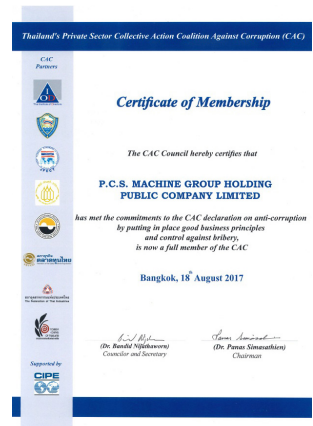 Thailand's Private Sector Collective Action Coalition Against Corruption (CAC)
CAC
Partners
Certificate of Membership
The CAC Council hereby certifies that
P.C.S. MACHINE GROUP HOLDING
PUBLIC COMPANY LIMITED
has met the commitments to the CAC declaration on anti-corruption
by putting in place good business principles
and control against bribery,
is now a full member of the CAC
Bangkok, 18th August 2017
(Dr. Bandid Nijathaworn)
Councilor and Secretary
(Dr. Panas Simasathien)
Chairman
Supported by
CIPE